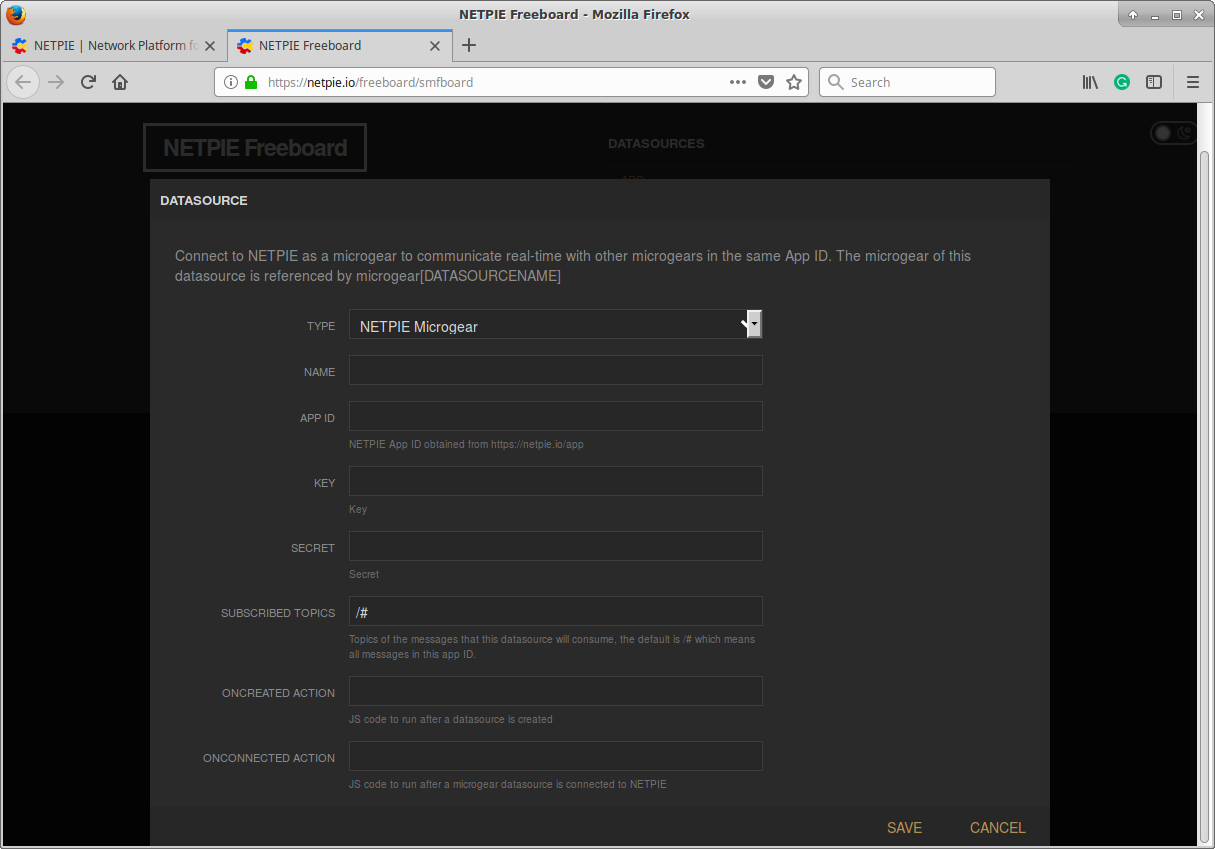 NETPIE Freeboard - Mozilla Firefox
NETPIE | Network Platform fo
NETPIE Freeboard
https://netpie.io/freeboard/smfboard
Search
NETPIE Freeboard
DATASOURCES
DATASOURCE
Connect to NETPIE as a microgear to communicate real-time with other microgears in the same App ID. The microgear of this
datasource is referenced by microgear[DATASOURCENAME]
TYPE
NETPIE Microgear
NAME
APP ID
NETPIE App ID obtained from https://netpie.io/app
KEY
Key
SECRET
Secret
SUBSCRIBED TOPICS
/#
Topics of the messages that this datasource will consume, the default is /# which means
all messages in this app ID.
ONCREATED ACTION
JS code to run after a datasource is created
ONCONNECTED ACTION
JS code to run after a microgear datasource is connected to NETPIE
SAVE
CANCEL